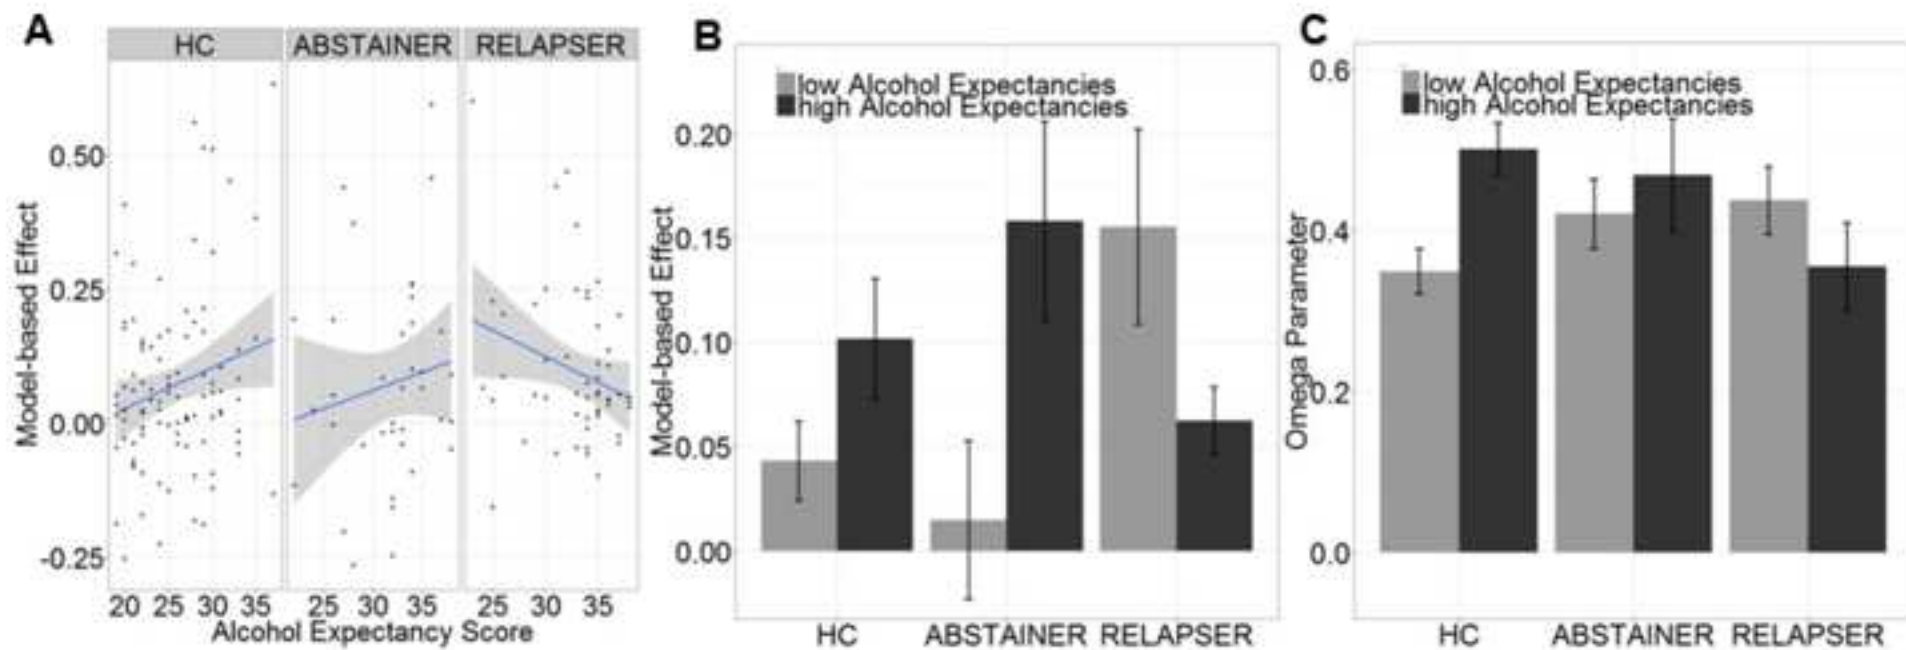 A
HC ABSTAINER RELAPSER
Model-based Effect
0.50
0.25
0.00
-0.25
20 25 30 35 25 30 35 25 30 35
Alcohol Expectancy Score
B
low Alcohol Expectancies
high Alcohol Expectancies
Model-based Effect
0.20
0.15
0.10
0.05
0.00
HC ABSTAINER RELAPSER
C
low Alcohol Expectancies
high Alcohol Expectancies
Omega Parameter
0.6
0.4
0.2
0.0
HC ABSTAINER RELAPSER